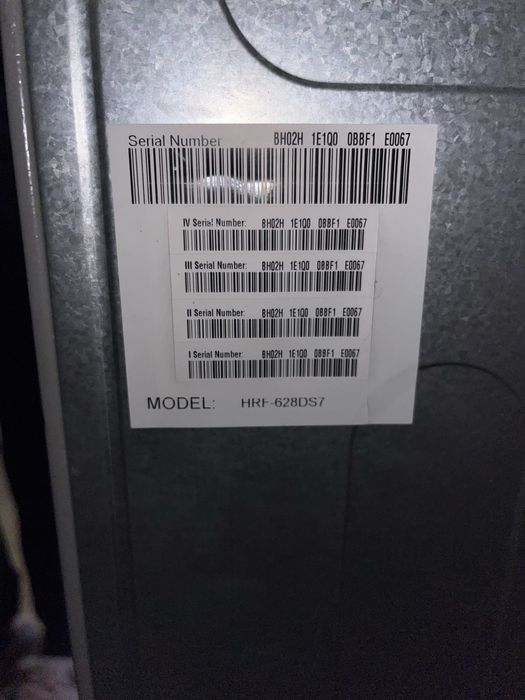 Serial Number BH02H 1E1Q0 0BBF1 E0067
IV Serial Number: BH02H 1E1Q0 0BBF1 E0067
III Serial Number: BH02H 1E1Q0 0BBF1 E0067
II Serial Number: BH02H 1E1Q0 0BBF1 E0067
I Serial Number: BH02H 1E1Q0 0BBF1 E0067
MODEL: HRF-628DS7